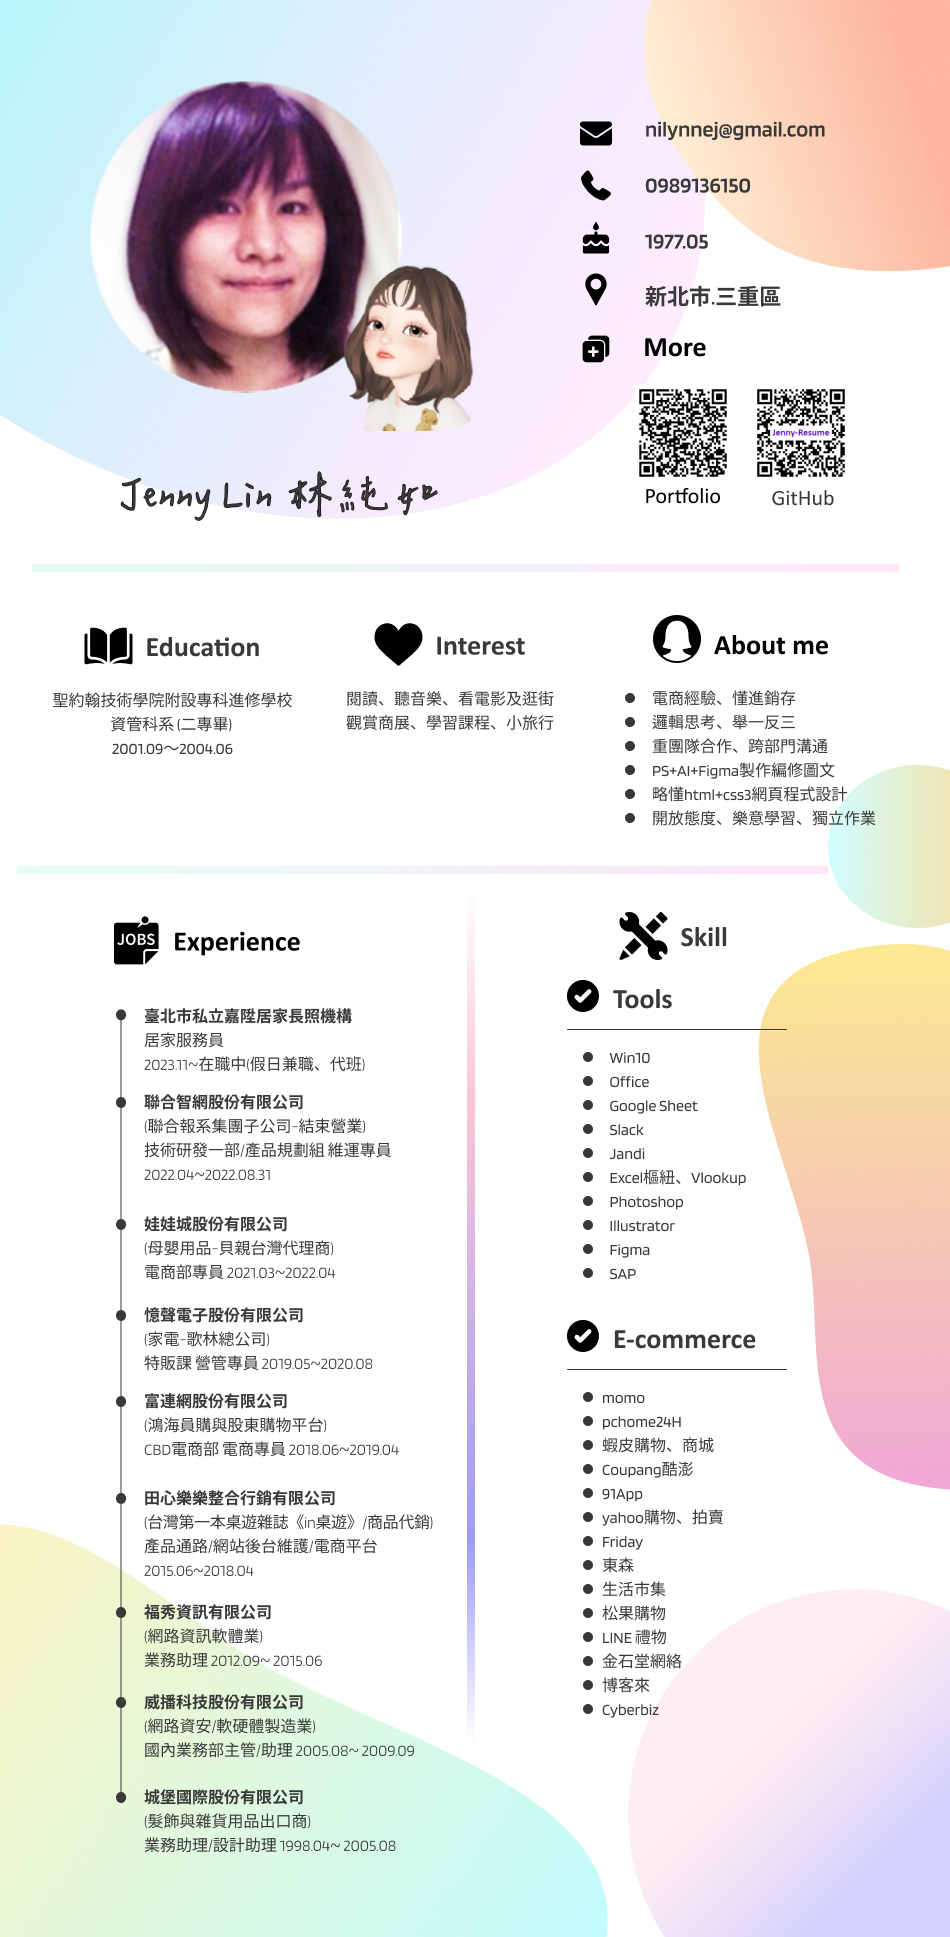 nilynnej@gmail.com
0989136150
1977.05
新北市.三重區
More
Jenny-Resume
Portfolio
GitHub
Jenny Lin 林純如
Education
聖約翰技術學院附設專科進修學校
資管科系 (二專畢)
2001.09～2004.06
Interest
閱讀、聽音樂、看電影及逛街
觀賞商展、學習課程、小旅行
About me
電商經驗、懂進銷存
邏輯思考、舉一反三
重團隊合作、跨部門溝通
PS+AI+Figma製作編修圖文
略懂html+css3網頁程式設計
開放態度、樂意學習、獨立作業
JOBS
Experience
臺北市私立嘉陞居家長照機構
居家服務員
2023.11~在職中(假日兼職、代班)
聯合智網股份有限公司
(聯合報系集團子公司-結束營業)
技術研發一部/產品規劃組 維運專員
2022.04~2022.08.31
娃娃城股份有限公司
(母嬰用品-貝親台灣代理商)
電商部專員 2021.03~2022.04
憶聲電子股份有限公司
(家電-歌林總公司)
特販課 營管專員 2019.05~2020.08
富連網股份有限公司
(鴻海員購與股東購物平台)
CBD電商部 電商專員 2018.06~2019.04
田心樂樂整合行銷有限公司
(台灣第一本桌遊雜誌《in桌遊》/商品代銷)
產品通路/網站後台維護/電商平台
2015.06~2018.04
福秀資訊有限公司
(網路資訊軟體業)
業務助理 2012.09~ 2015.06
威播科技股份有限公司
(網路資安/軟硬體製造業)
國內業務部主管/助理 2005.08~ 2009.09
城堡國際股份有限公司
(髮飾與雜貨用品出口商)
業務助理/設計助理 1998.04~ 2005.08
Skill
Tools
Win10
Office
Google Sheet
Slack
Jandi
Excel樞紐、Vlookup
Photoshop
Illustrator
Figma
SAP
E-commerce
momo
pchome24H
蝦皮購物、商城
Coupang酷澎
91App
yahoo購物、拍賣
Friday
東森
生活市集
松果購物
LINE 禮物
金石堂網絡
博客來
Cyberbiz